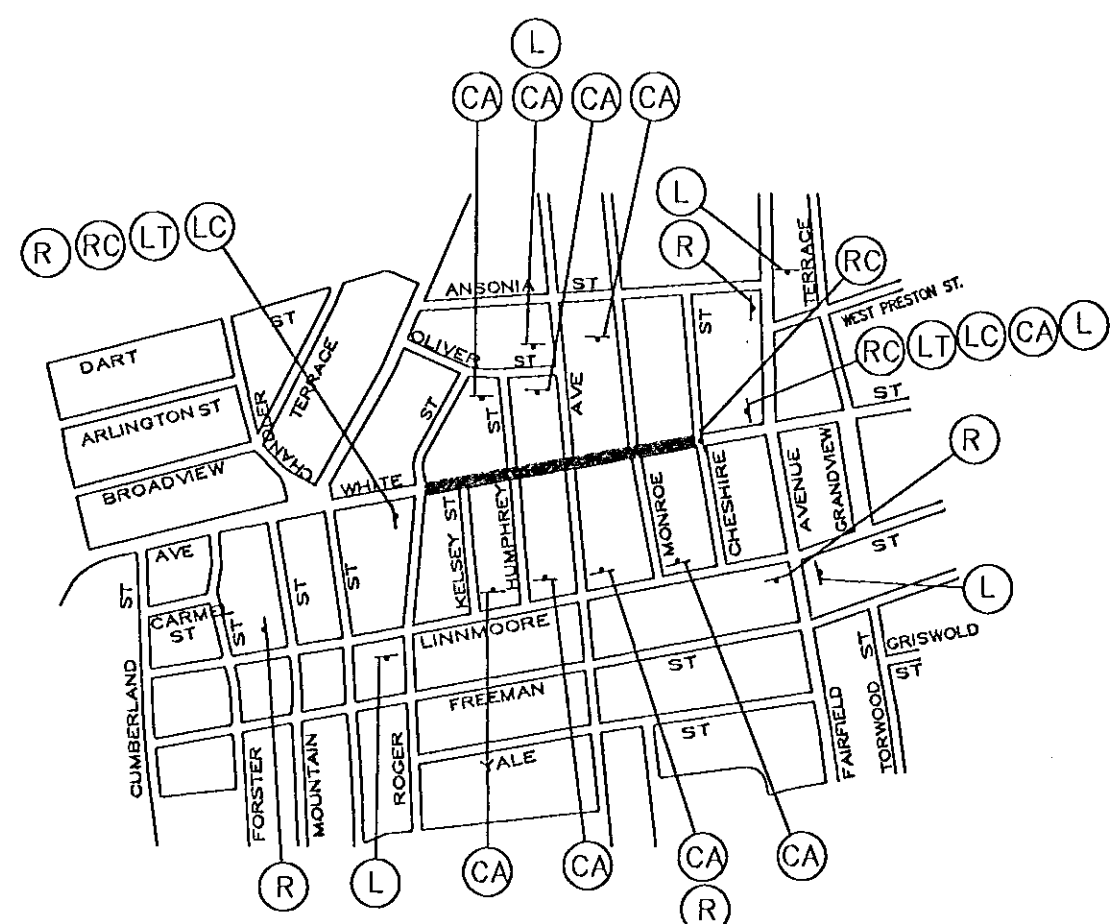 L
CA CA CA CA
L
R RC LT LC
R
RC
ANSONIA ST
TERRACE
WEST PRESTON ST.
ST
DART
ST
TERRACE
OLIVER ST
RC LT LC CA L
ARLINGTON ST
CHANDLER
ST
ST
AVE
ST
BROADVIEW
WHITE
R
AVE
ST
ST
KELSEY ST
HUMPHREY
MONROE
CHESHIRE
AVENUE
GRANDVIEW
ST
L
CARMEL ST
ST
LINNMOORE
ST
CUMBERLAND ST
FREEMAN
ST
GRISWOLD ST
YALE
ST
FORSTER
MOUNTAIN
ROGER
FAIRFIELD
TORWOOD ST
R
L
CA
CA
CA
CA
R